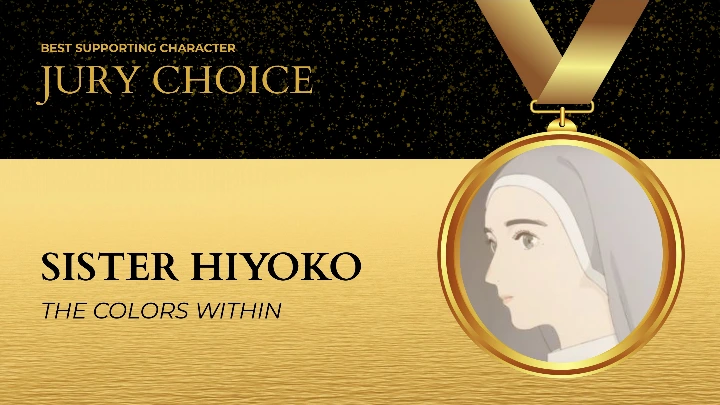 BEST SUPPORTING CHARACTER
JURY CHOICE
SISTER HIYOKO
THE COLORS WITHIN